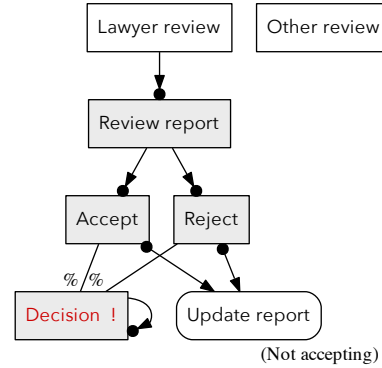 Lawyer review
Other review
Review report
Accept
Reject
% %
Decision !
Update report
(Not accepting)